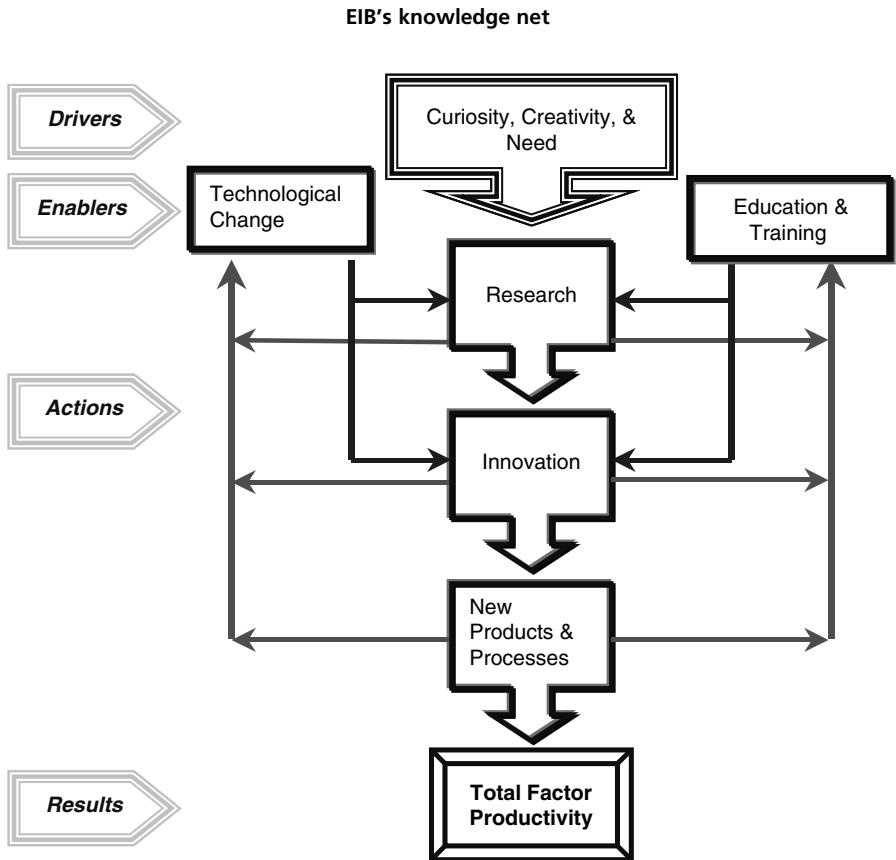 EIB's knowledge net
Drivers
Curiosity, Creativity, &
Need
Enablers
Technological
Change
Education &
Training
Research
Actions
Innovation
New
Products &
Processes
Results
Total Factor
Productivity